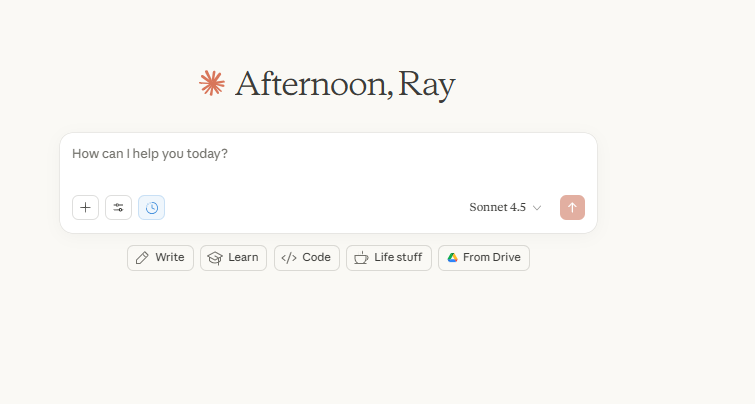 Afternoon, Ray
How can I help you today?
Sonnet 4.5
Write Learn Code Life stuff From Drive